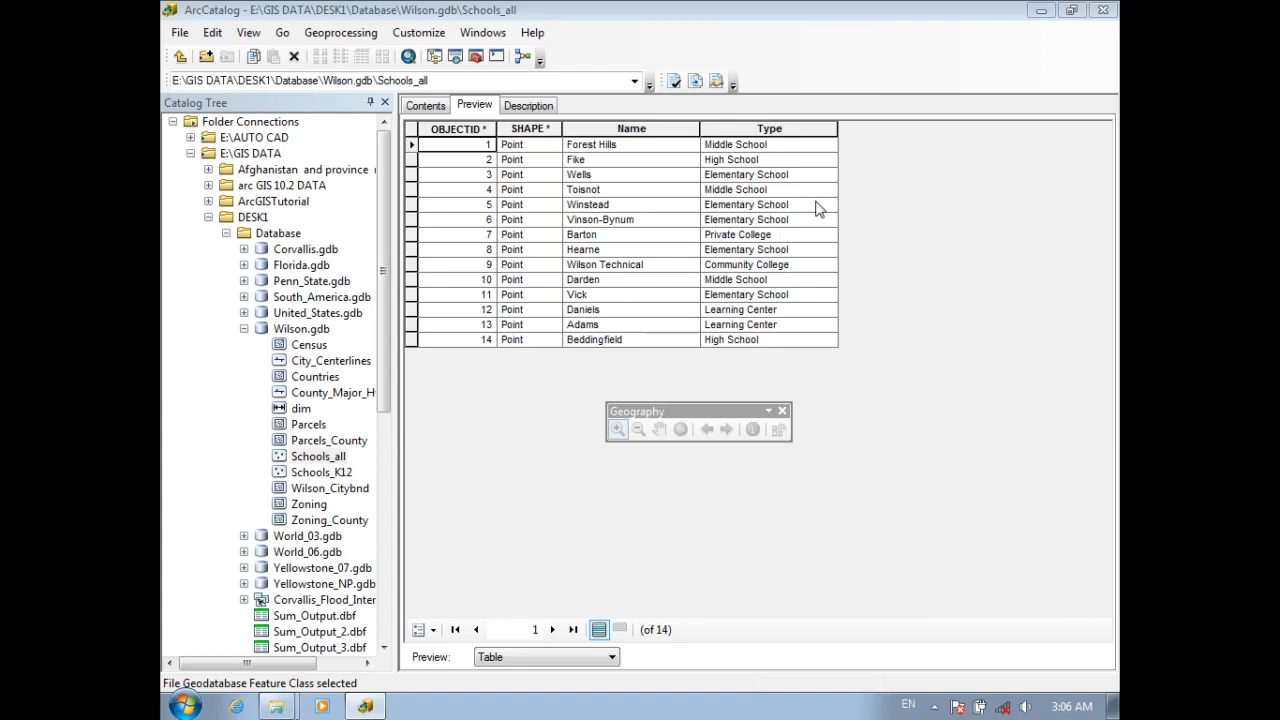 ArcCatalog - E:\GIS DATA\DESK1\Database\Wilson.gdb\Schools_all
File Edit View Go Geoprocessing Customize Windows Help
E:\GIS DATA\DESK1\Database\Wilson.gdb\Schools_all
Catalog Tree
Folder Connections
E:\AUTO CAD
E:\GIS DATA
Afghanistan and province
arc GIS10.2 DATA
ArcGISTutorial
DESK1
Database
Corvallis.gdb
Florida.gdb
Penn_State.gdb
South_America.gdb
United_States.gdb
Wilson.gdb
Census
City_Centerlines
Countries
County_Major_H
dim
Parcels
Parcels_County
Schools_all
Schools_K12
Wilson_Citybnd
Zoning
Zoning_County
World_03.gdb
World_06.gdb
Yellowstone_07.gdb
Yellowstone_NP.gdb
Corvallis_Flood_Inter
Sum_Output.dbf
Sum_Output_2.dbf
Sum_Output_3.dbf
Contents Preview Description
OBJECTID * SHAPE * Name Type
1 Point Forest Hills Middle School
2 Point Fike High School
3 Point Wells Elementary School
4 Point Toisnot Middle School
5 Point Winstead Elementary School
6 Point Vinson-Bynum Elementary School
7 Point Barton Private College
8 Point Hearne Elementary School
9 Point Wilson Technical Community College
10 Point Darden Middle School
11 Point Vick Elementary School
12 Point Daniels Learning Center
13 Point Adams Learning Center
14 Point Beddingfield High School
Geography
1 (of 14)
Preview: Table
File Geodatabase Feature Class selected
EN 3:06 AM